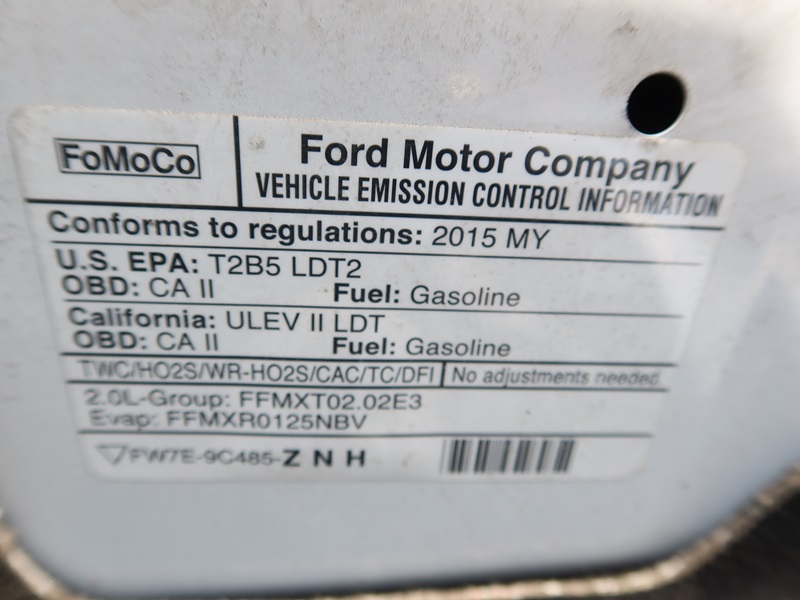 FoMoCo
Ford Motor Company
VEHICLE EMISSION CONTROL INFORMATION
Conforms to regulations: 2015 MY
U.S. EPA: T2B5 LDT2
OBD: CA II Fuel: Gasoline
California: ULEV II LDT
OBD: CA II Fuel: Gasoline
TWC/HO2S/WR-HO2S/CAC/TC/DFI No adjustments needed.
2.0L-Group: FFMXT02.02E3
Evap: FFMXR0125NBV
FW7E-9C485-Z N H